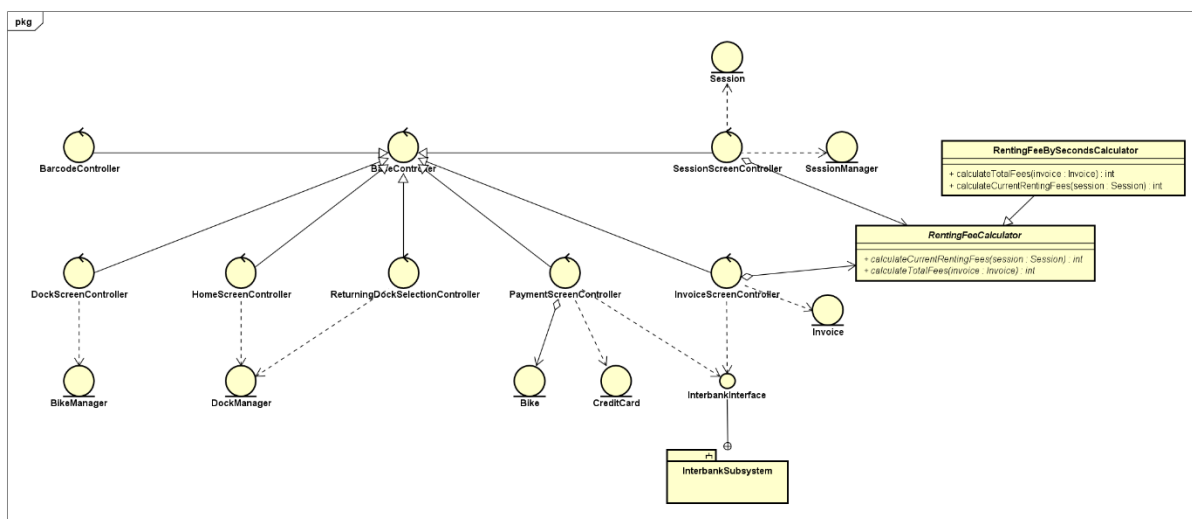 pkg
Session
BarcodeController
BaseController
SessionScreenController
SessionManager
RentingFeeBySecondsCalculator
+ calculateTotalFees(invoice : Invoice) : int
+ calculateCurrentRentingFees(session : Session) : int
RentingFeeCalculator
+ calculateCurrentRentingFees(session : Session) : int
+ calculateTotalFees(invoice : Invoice) : int
DockScreenController
HomeScreenController
ReturningDockSelectionController
PaymentScreenController
InvoiceScreenController
Invoice
BikeManager
DockManager
Bike
CreditCard
InterbankInterface
InterbankSubsystem